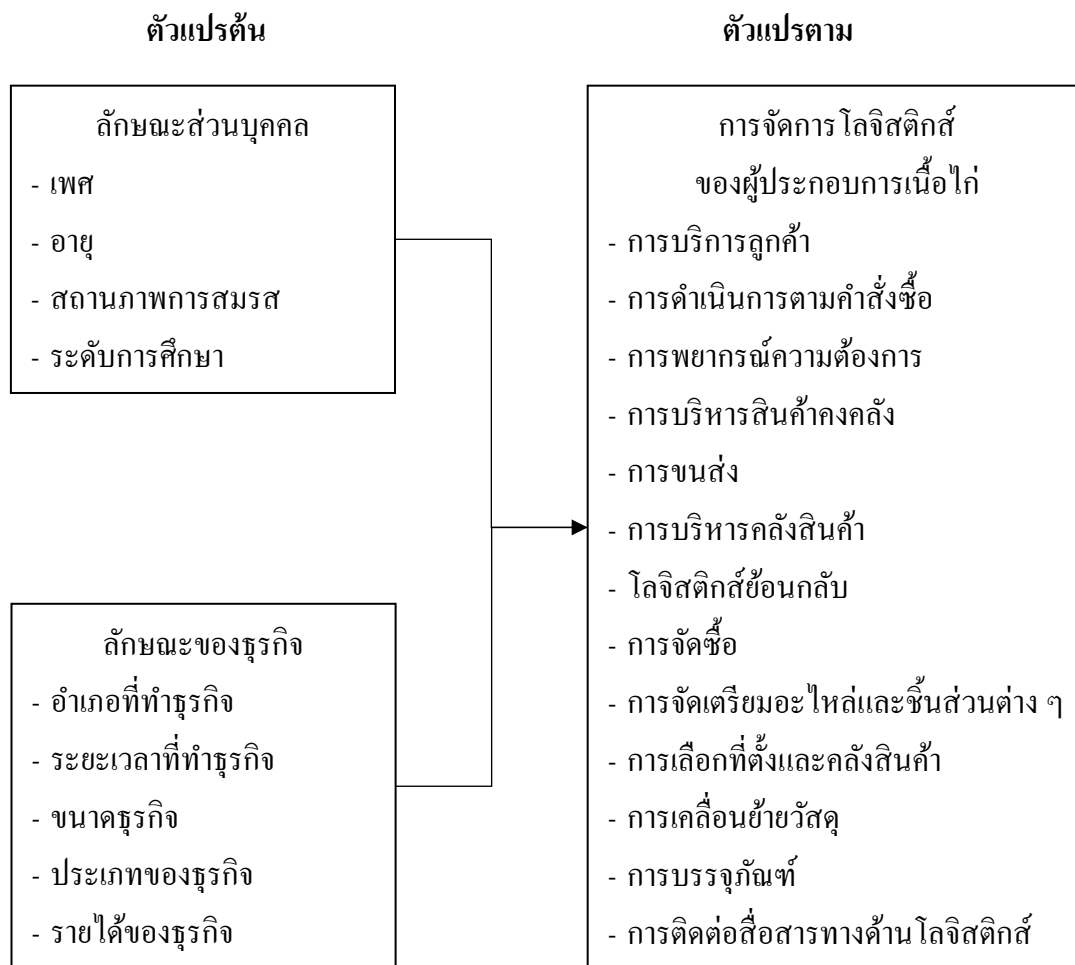 ตัวแปรต้น
ลักษณะส่วนบุคคล
- เพศ
- อายุ
- สถานภาพการสมรส
- ระดับการศึกษา
ลักษณะของธุรกิจ
- อำเภอที่ทำธุรกิจ
- ระยะเวลาที่ทำธุรกิจ
- ขนาดธุรกิจ
- ประเภทของธุรกิจ
- รายได้ของธุรกิจ
ตัวแปรตาม
การจัดการโลจิสติกส์
ของผู้ประกอบการเนื้อไก่
- การบริการลูกค้า
- การดำเนินการตามคำสั่งซื้อ
- การพยากรณ์ความต้องการ
- การบริหารสินค้าคงคลัง
- การขนส่ง
- การบริหารคลังสินค้า
- โลจิสติกส์ย้อนกลับ
- การจัดซื้อ
- การจัดเตรียมอะไหล่และชิ้นส่วนต่าง ๆ
- การเลือกที่ตั้งและคลังสินค้า
- การเคลื่อนย้ายวัสดุ
- การบรรจุภัณฑ์
- การติดต่อสื่อสารทางด้านโลจิสติกส์